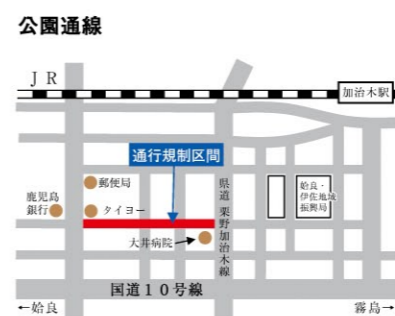 公園通線
ＪＲ
加治木駅
通行規制区間
郵便局
鹿児島
銀行
タイヨー
県道 栗野加治木線
姶良・
伊佐地域
振興局
大井病院
国道１０号線
←姶良
霧島→